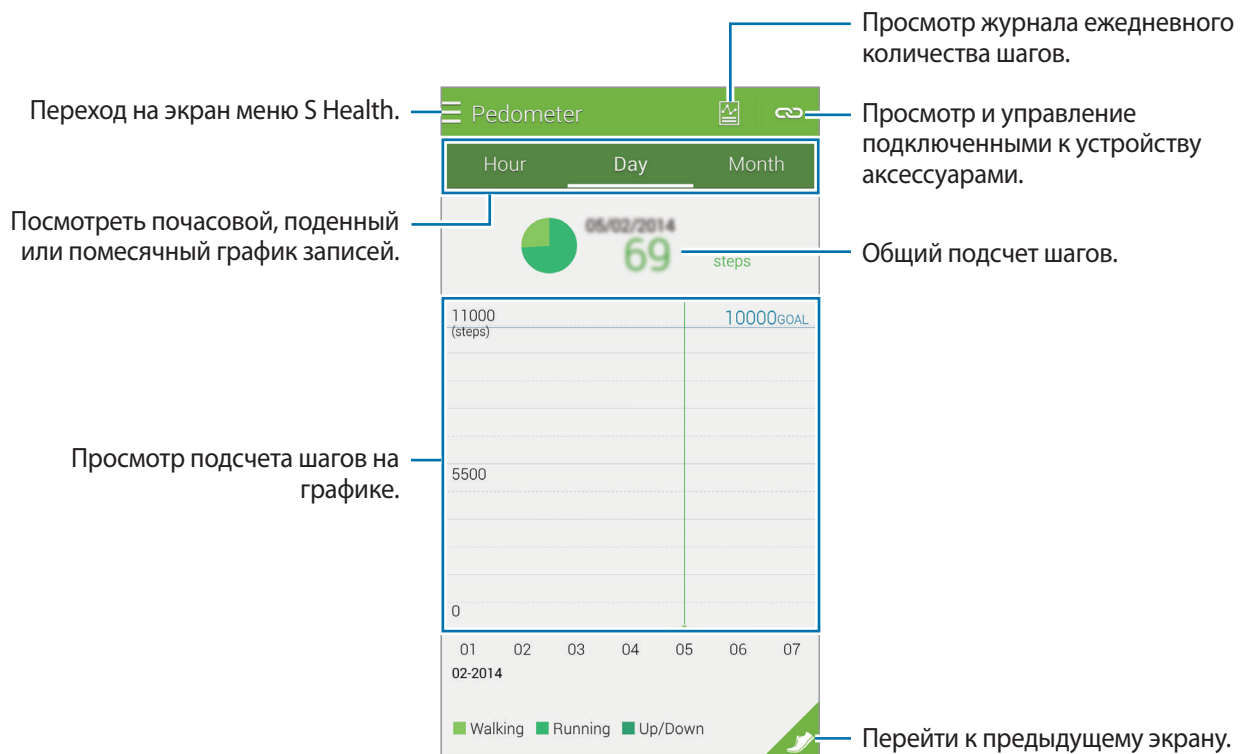 Просмотр журнала ежедневного
количества шагов.
Переход на экран меню S Health.
Pedometer
Просмотр и управление
подключенными к устройству
аксессуарами.
Hour Day Month
Посмотреть почасовой, поденный
или помесячный график записей.
05/02/2014
69 steps
Общий подсчет шагов.
11000
(steps)
10000GOAL
Просмотр подсчета шагов на
графике.
5500
0
01 02 03 04 05 06 07
02-2014
Walking Running Up/Down
Перейти к предыдущему экрану.